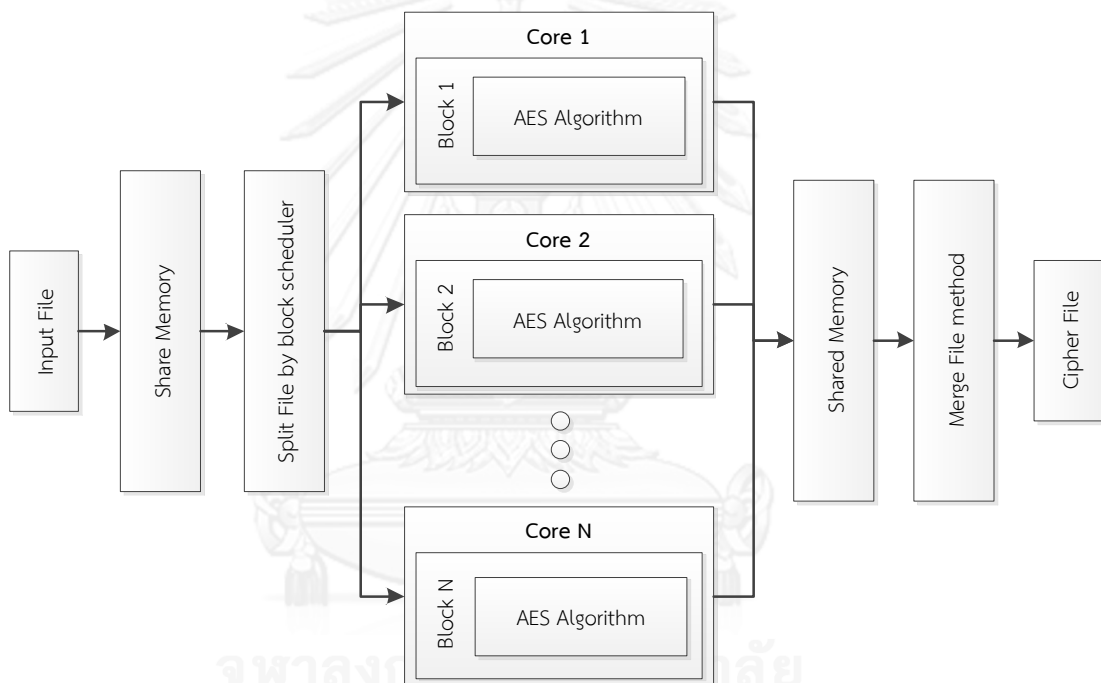 Input File
Share Memory
Split File by block scheduler
Core 1
Block 1
AES Algorithm
Core 2
Block 2
AES Algorithm
Core N
Block N
AES Algorithm
Shared Memory
Merge File method
Cipher File